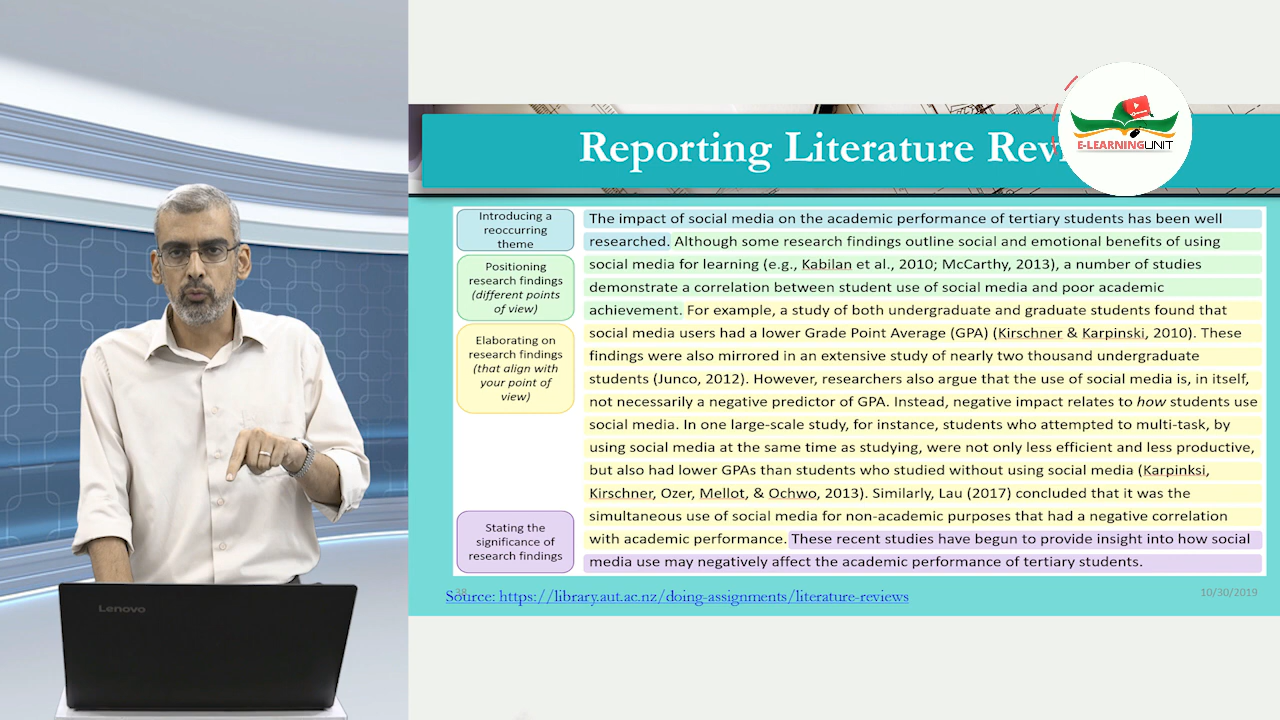 Reporting Literature Rev
E-LEARNING UNIT
Introducing a
reoccurring
theme
Positioning
research findings
(different points
of view)
Elaborating on
research findings
(that align with
your point of
view)
Stating the
significance of
research findings
The impact of social media on the academic performance of tertiary students has been well
researched. Although some research findings outline social and emotional benefits of using
social media for learning (e.g., Kabilan et al., 2010; McCarthy, 2013), a number of studies
demonstrate a correlation between student use of social media and poor academic
achievement. For example, a study of both undergraduate and graduate students found that
social media users had a lower Grade Point Average (GPA) (Kirschner & Karpinski, 2010). These
findings were also mirrored in an extensive study of nearly two thousand undergraduate
students (Junco, 2012). However, researchers also argue that the use of social media is, in itself,
not necessarily a negative predictor of GPA. Instead, negative impact relates to how students use
social media. In one large-scale study, for instance, students who attempted to multi-task, by
using social media at the same time as studying, were not only less efficient and less productive,
but also had lower GPAs than students who studied without using social media (Karpinksi,
Kirschner, Ozer, Mellot, & Ochwo, 2013). Similarly, Lau (2017) concluded that it was the
simultaneous use of social media for non-academic purposes that had a negative correlation
with academic performance. These recent studies have begun to provide insight into how social
media use may negatively affect the academic performance of tertiary students.
Source: https://library.aut.ac.nz/doing-assignments/literature-reviews
10/30/2019
Lenovo